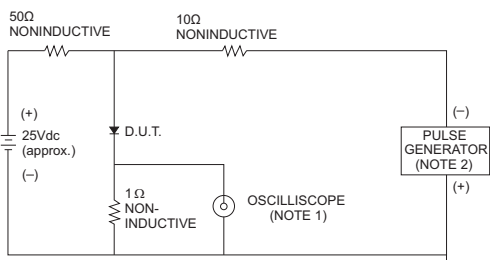 50Ω
NONINDUCTIVE
10Ω
NONINDUCTIVE
(+)
25Vdc
(approx.)
(–)
D.U.T.
1Ω
NON-
INDUCTIVE
OSCILLISCOPE
(NOTE 1)
(–)
PULSE
GENERATOR
(NOTE 2)
(+)